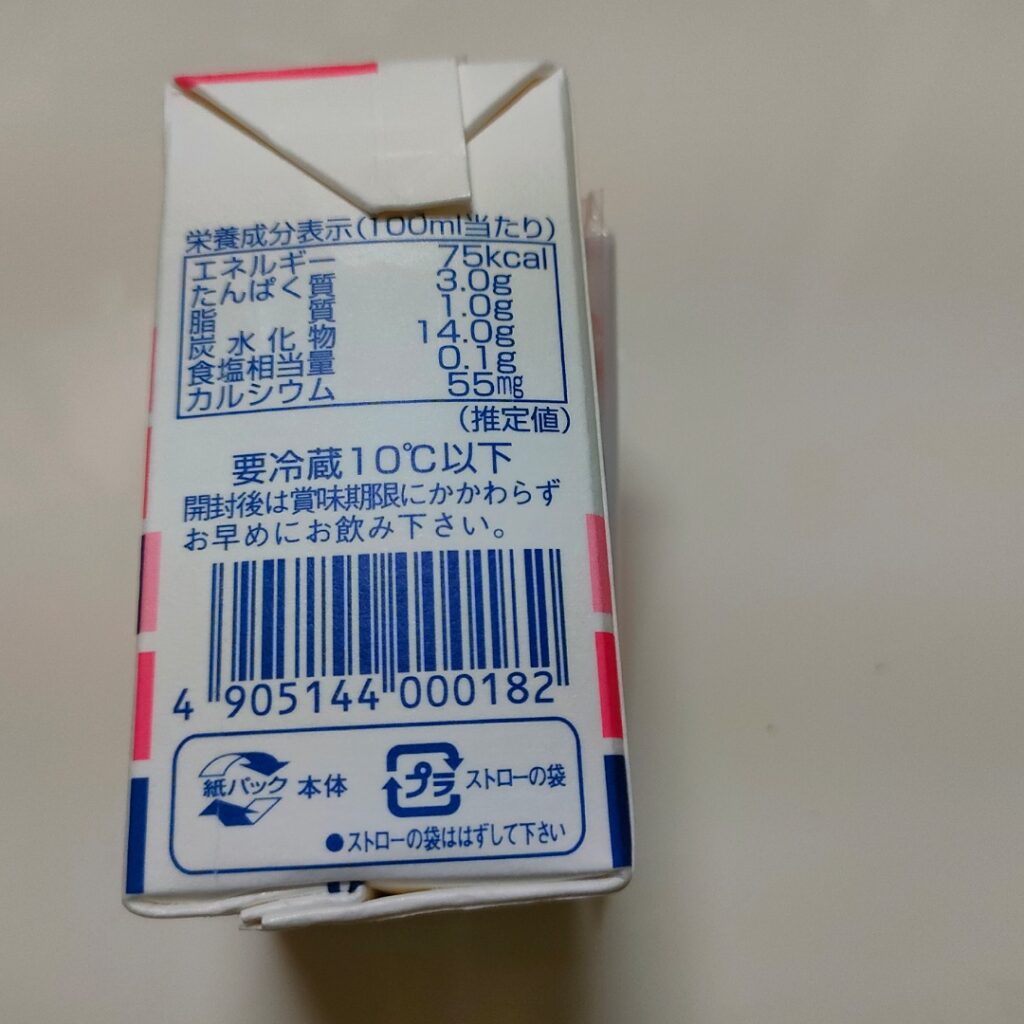 栄養成分表示(100ml当たり)
エネルギー 75kcal
たんぱく質 3.0g
脂質 1.0g
炭水化物 14.0g
食塩相当量 0.1g
カルシウム 55mg
(推定値)
要冷蔵10℃以下
開封後は賞味期限にかかわらず
お早めにお飲み下さい。
4 905144 000182
紙パック 本体 プラ ストローの袋
●ストローの袋ははずして下さい